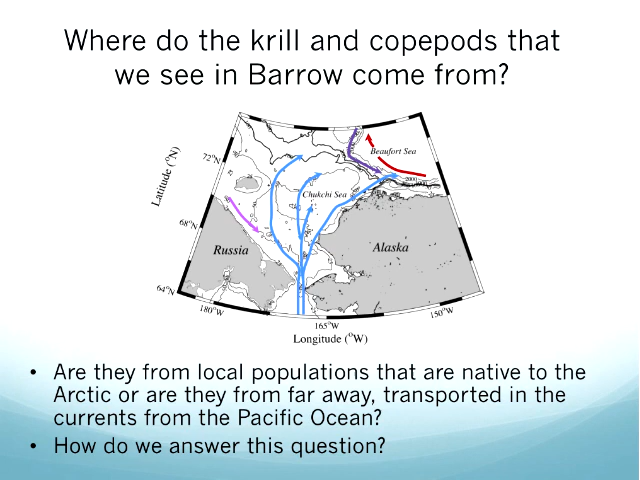 Where do the krill and copepods that
we see in Barrow come from?
Latitude (°N)
72°N
68°N
64°N
Beaufort Sea
Chukchi Sea
Russia
Alaska
180°W
165°W
150°W
Longitude (°W)
• Are they from local populations that are native to the
Arctic or are they from far away, transported in the
currents from the Pacific Ocean?
• How do we answer this question?